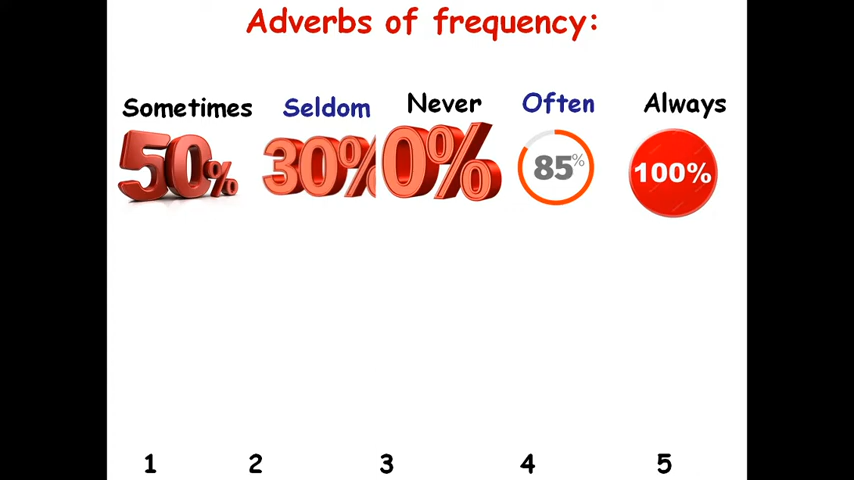 Adverbs of frequency:
Sometimes Seldom Never Often Always
50% 30% 0% 85% 100%
1 2 3 4 5